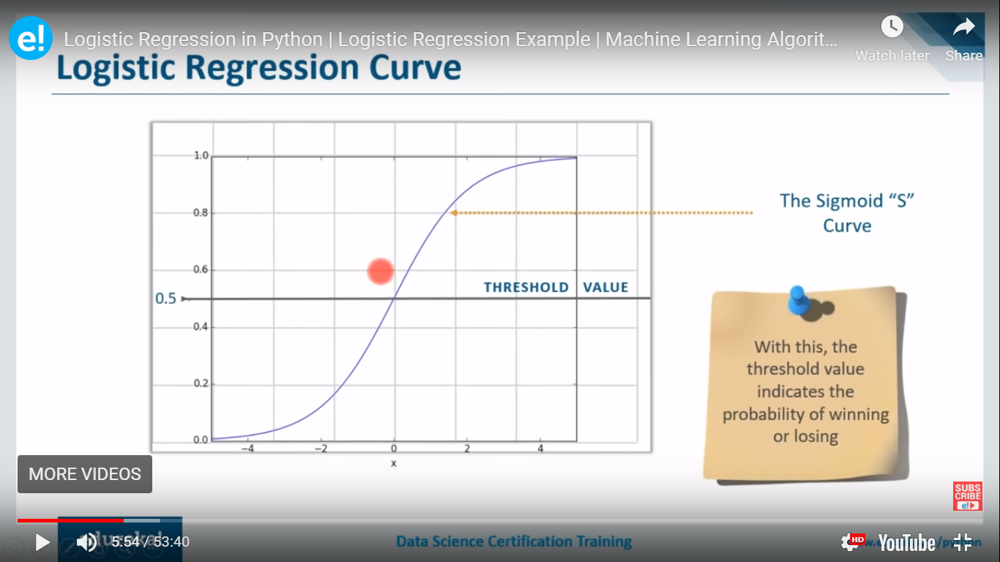 e!
Logistic Regression in Python | Logistic Regression Example | Machine Learning Algorit...
Watch later
Share
Logistic Regression Curve
1.0
0.8
0.6
0.5
0.4
0.2
0.0
−4
−2
0
2
4
x
THRESHOLD VALUE
The Sigmoid “S”
Curve
With this, the
threshold value
indicates the
probability of winning
or losing
MORE VIDEOS
SUBS
CRIBE
e!
5:54 / 53:40
Data Science Certification Training
HD
YouTube